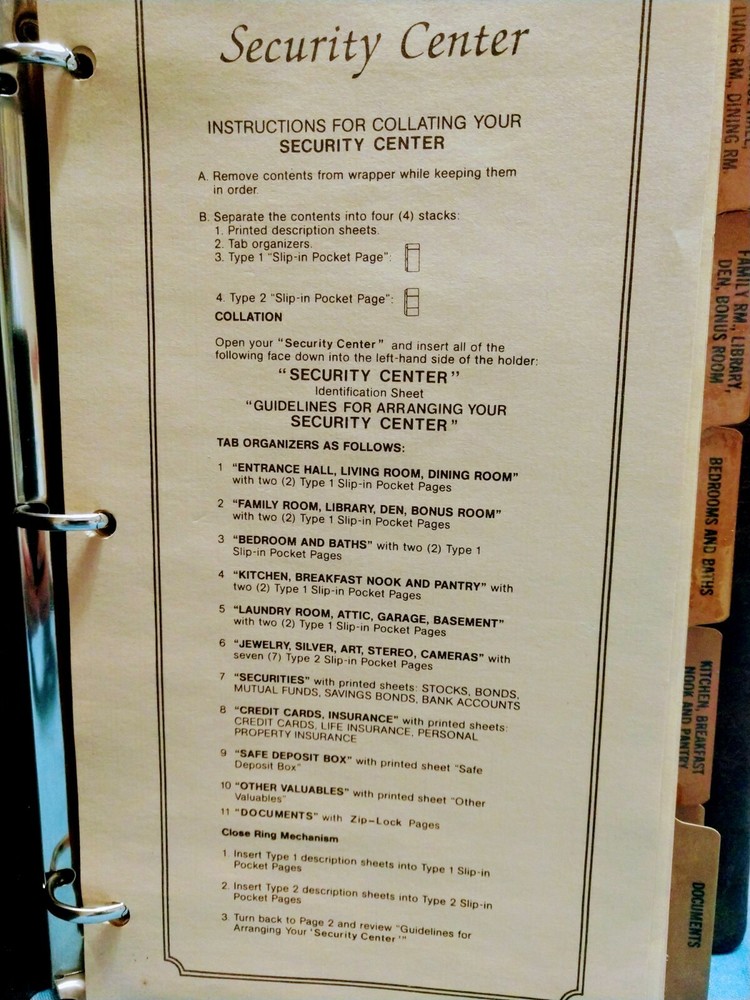 Security Center
INSTRUCTIONS FOR COLLATING YOUR
SECURITY CENTER
A. Remove contents from wrapper while keeping them
in order
B. Separate the contents into four (4) stacks:
1. Printed description sheets.
2. Tab organizers.
3. Type 1 "Slip-in Pocket Page":
4. Type 2 "Slip-in Pocket Page":
COLLATION
Open your "Security Center" and insert all of the
following face down into the left-hand side of the holder:
"SECURITY CENTER"
Identification Sheet
"GUIDELINES FOR ARRANGING YOUR
SECURITY CENTER"
TAB ORGANIZERS AS FOLLOWS:
1 "ENTRANCE HALL, LIVING ROOM, DINING ROOM"
with two (2) Type 1 Slip-in Pocket Pages
2 "FAMILY ROOM, LIBRARY, DEN, BONUS ROOM"
with two (2) Type 1 Slip-in Pocket Pages
3 "BEDROOM AND BATHS" with two (2) Type 1
Slip-in Pocket Pages
4 "KITCHEN, BREAKFAST NOOK AND PANTRY" with
two (2) Type 1 Slip-in Pocket Pages
5 "LAUNDRY ROOM, ATTIC, GARAGE, BASEMENT"
with two (2) Type 1 Slip-in Pocket Pages
6 "JEWELRY, SILVER, ART, STEREO, CAMERAS" with
seven (7) Type 2 Slip-in Pocket Pages
7 "SECURITIES" with printed sheets: STOCKS, BONDS,
MUTUAL FUNDS, SAVINGS BONDS, BANK ACCOUNTS
8 "CREDIT CARDS, INSURANCE" with printed sheets:
CREDIT CARDS, LIFE INSURANCE, PERSONAL
PROPERTY INSURANCE
9 "SAFE DEPOSIT BOX" with printed sheet "Safe
Deposit Box"
10 "OTHER VALUABLES" with printed sheet "Other
Valuables"
11 "DOCUMENTS" with Zip-Lock Pages
Close Ring Mechanism
1. Insert Type 1 description sheets into Type 1 Slip-in
Pocket Pages
2. Insert Type 2 description sheets into Type 2 Slip-in
Pocket Pages
3 Turn back to Page 2 and review "Guidelines for
Arranging Your 'Security Center'"
LIVING RM., DINING RM.
FAMILY RM., LIBRARY,
DEN, BONUS ROOM
BEDROOMS AND BATHS
KITCHEN, BREAKFAST
NOOK AND PANTRY
DOCUMENTS